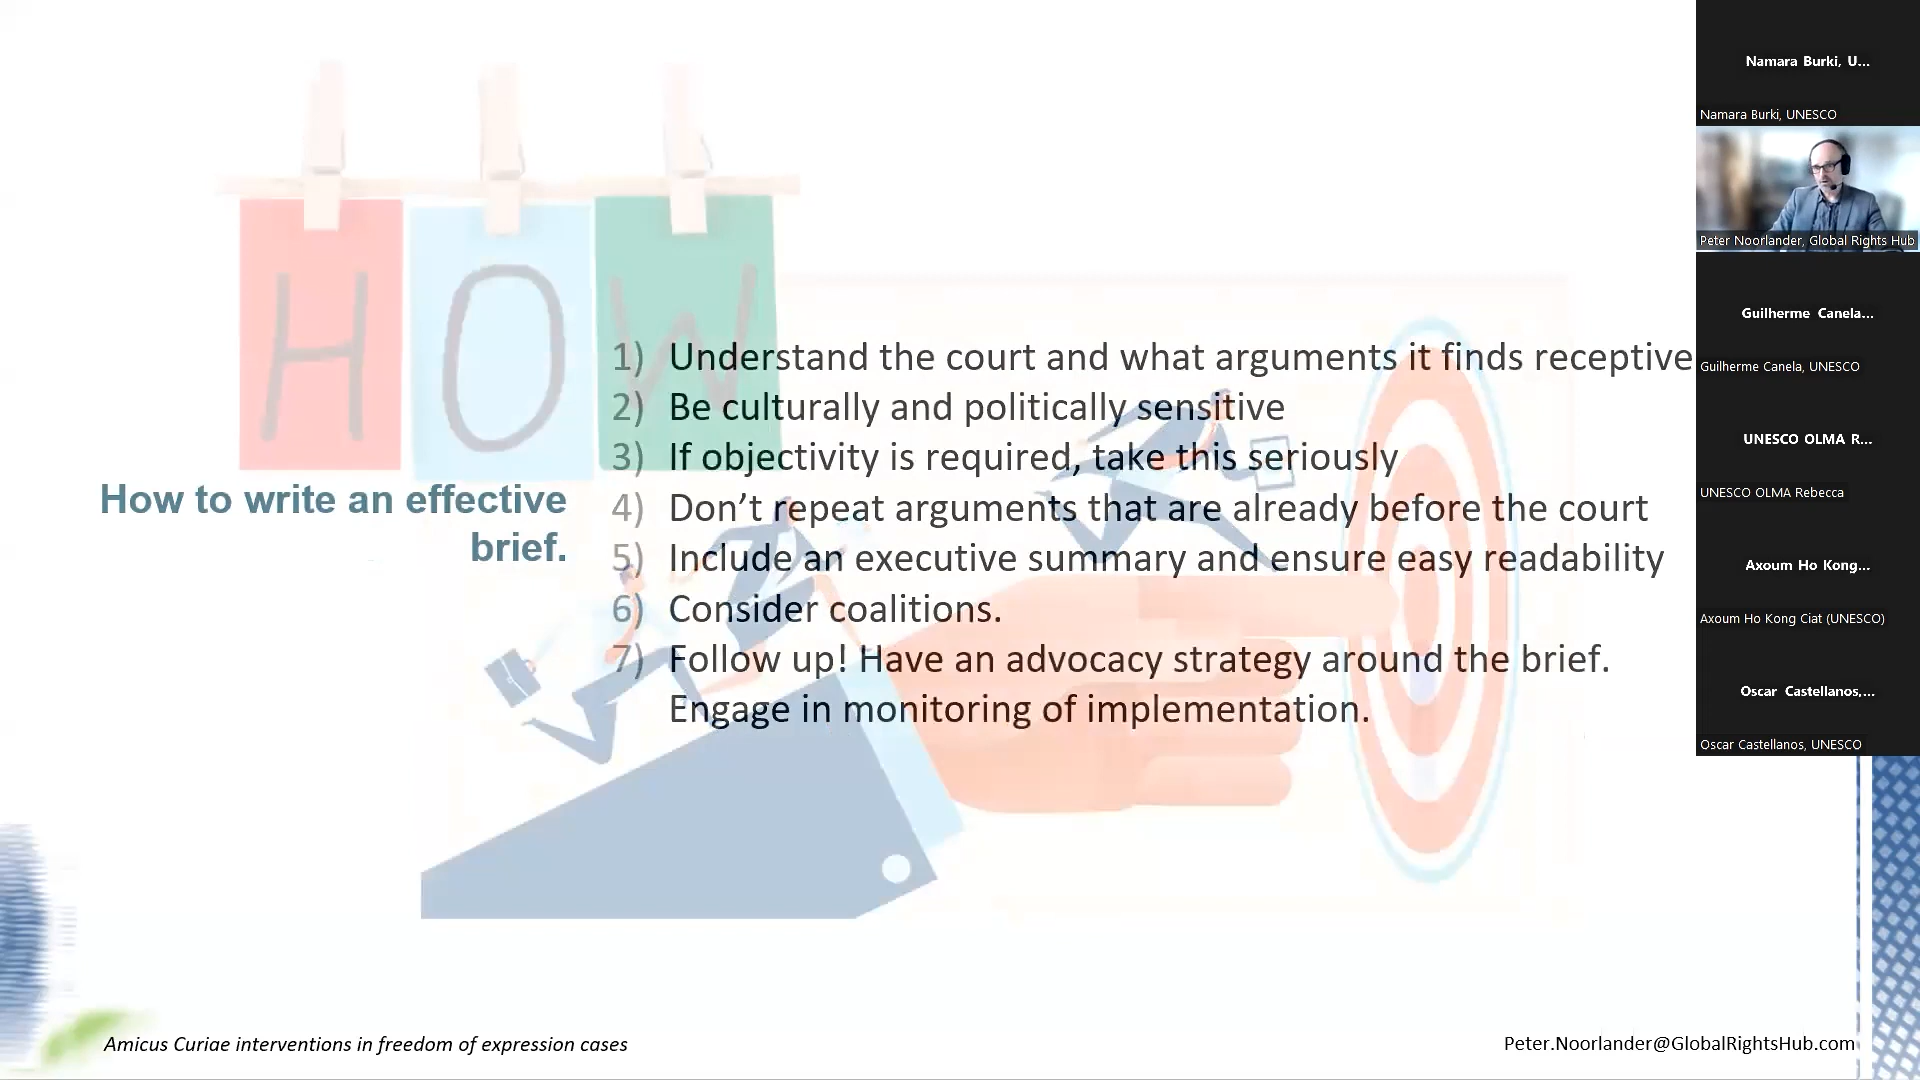 HOW
How to write an effective
brief.
1) Understand the court and what arguments it finds receptive
2) Be culturally and politically sensitive
3) If objectivity is required, take this seriously
4) Don’t repeat arguments that are already before the court
5) Include an executive summary and ensure easy readability
6) Consider coalitions.
7) Follow up! Have an advocacy strategy around the brief.
Engage in monitoring of implementation.
Amicus Curiae interventions in freedom of expression cases
Peter.Noorlander@GlobalRightsHub.com
Namara Burki, U...
Namara Burki, UNESCO
Peter Noorlander, Global Rights Hub
Guilherme Canela...
Guilherme Canela, UNESCO
UNESCO OLMA R...
UNESCO OLMA Rebecca
Axoum Ho Kong...
Axoum Ho Kong Ciat (UNESCO)
Oscar Castellanos,...
Oscar Castellanos, UNESCO